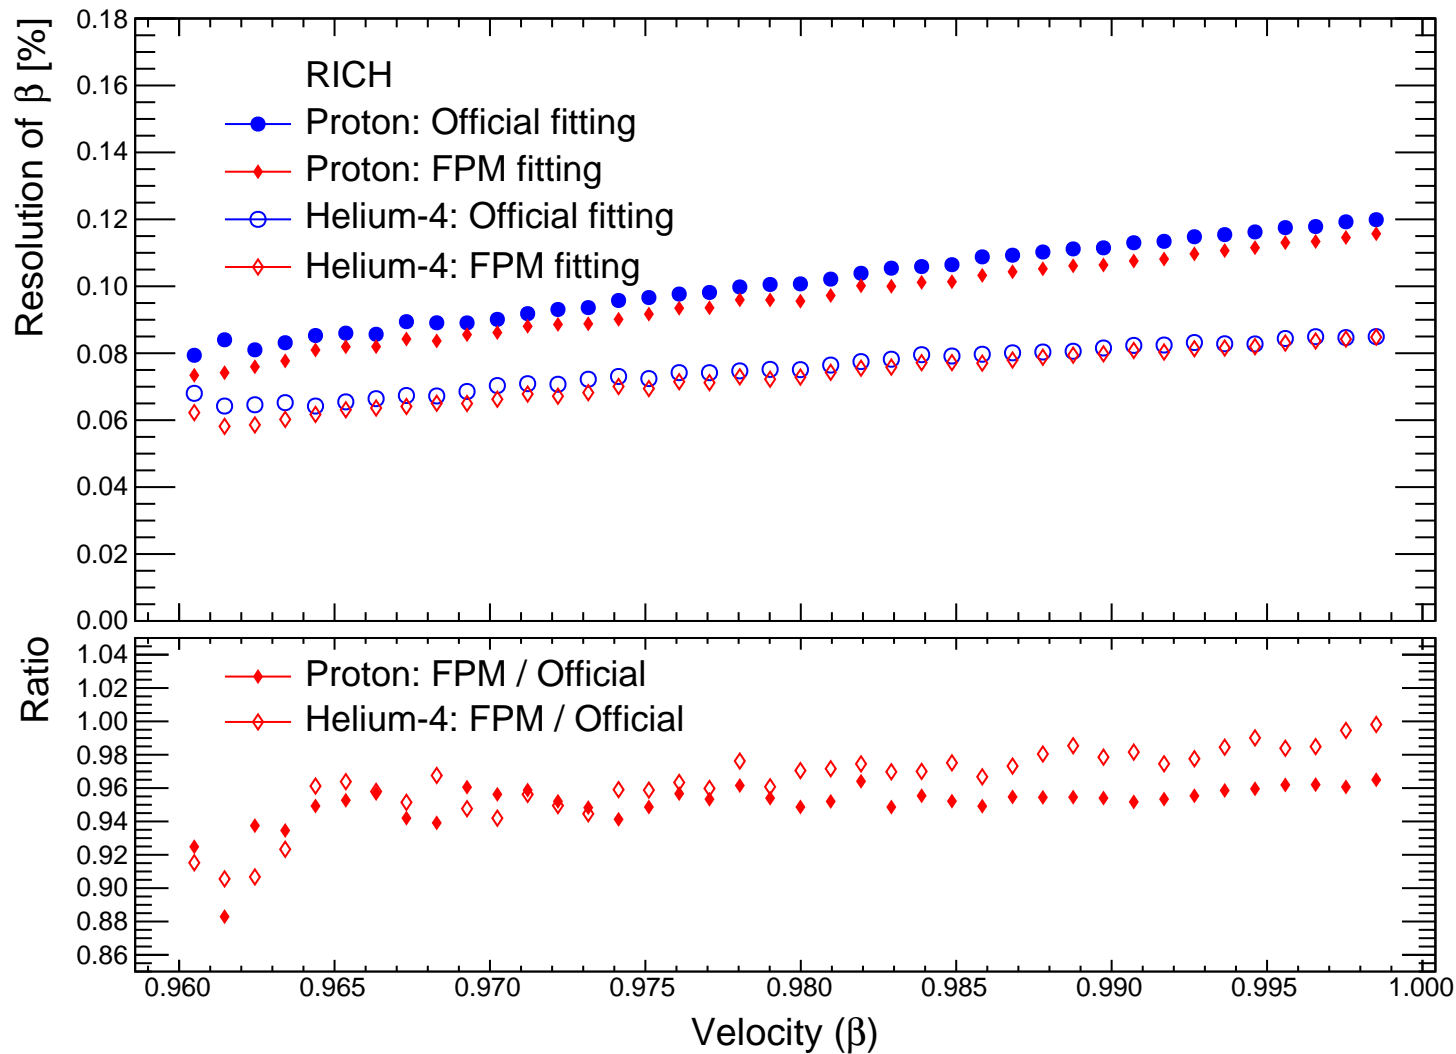 Resolution of β [%]
0.18
0.16
0.14
0.12
0.10
0.08
0.06
0.04
0.02
0.00
RICH
Proton: Official fitting
Proton: FPM fitting
Helium-4: Official fitting
Helium-4: FPM fitting
Ratio
1.04
1.02
1.00
0.98
0.96
0.94
0.92
0.90
0.88
0.86
Proton: FPM / Official
Helium-4: FPM / Official
0.960 0.965 0.970 0.975 0.980 0.985 0.990 0.995 1.000
Velocity (β)